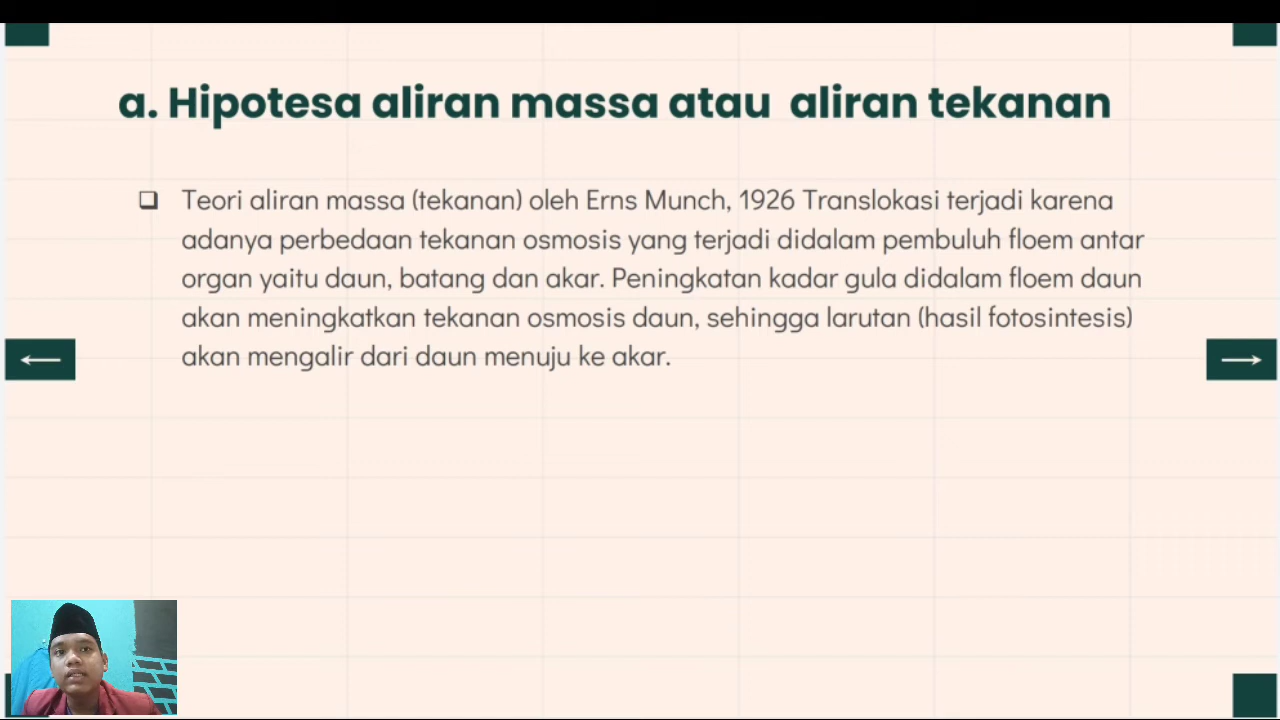 a. Hipotesa aliran massa atau aliran tekanan
Teori aliran massa (tekanan) oleh Erns Munch, 1926 Translokasi terjadi karena
adanya perbedaan tekanan osmosis yang terjadi didalam pembuluh floem antar
organ yaitu daun, batang dan akar. Peningkatan kadar gula didalam floem daun
akan meningkatkan tekanan osmosis daun, sehingga larutan (hasil fotosintesis)
akan mengalir dari daun menuju ke akar.